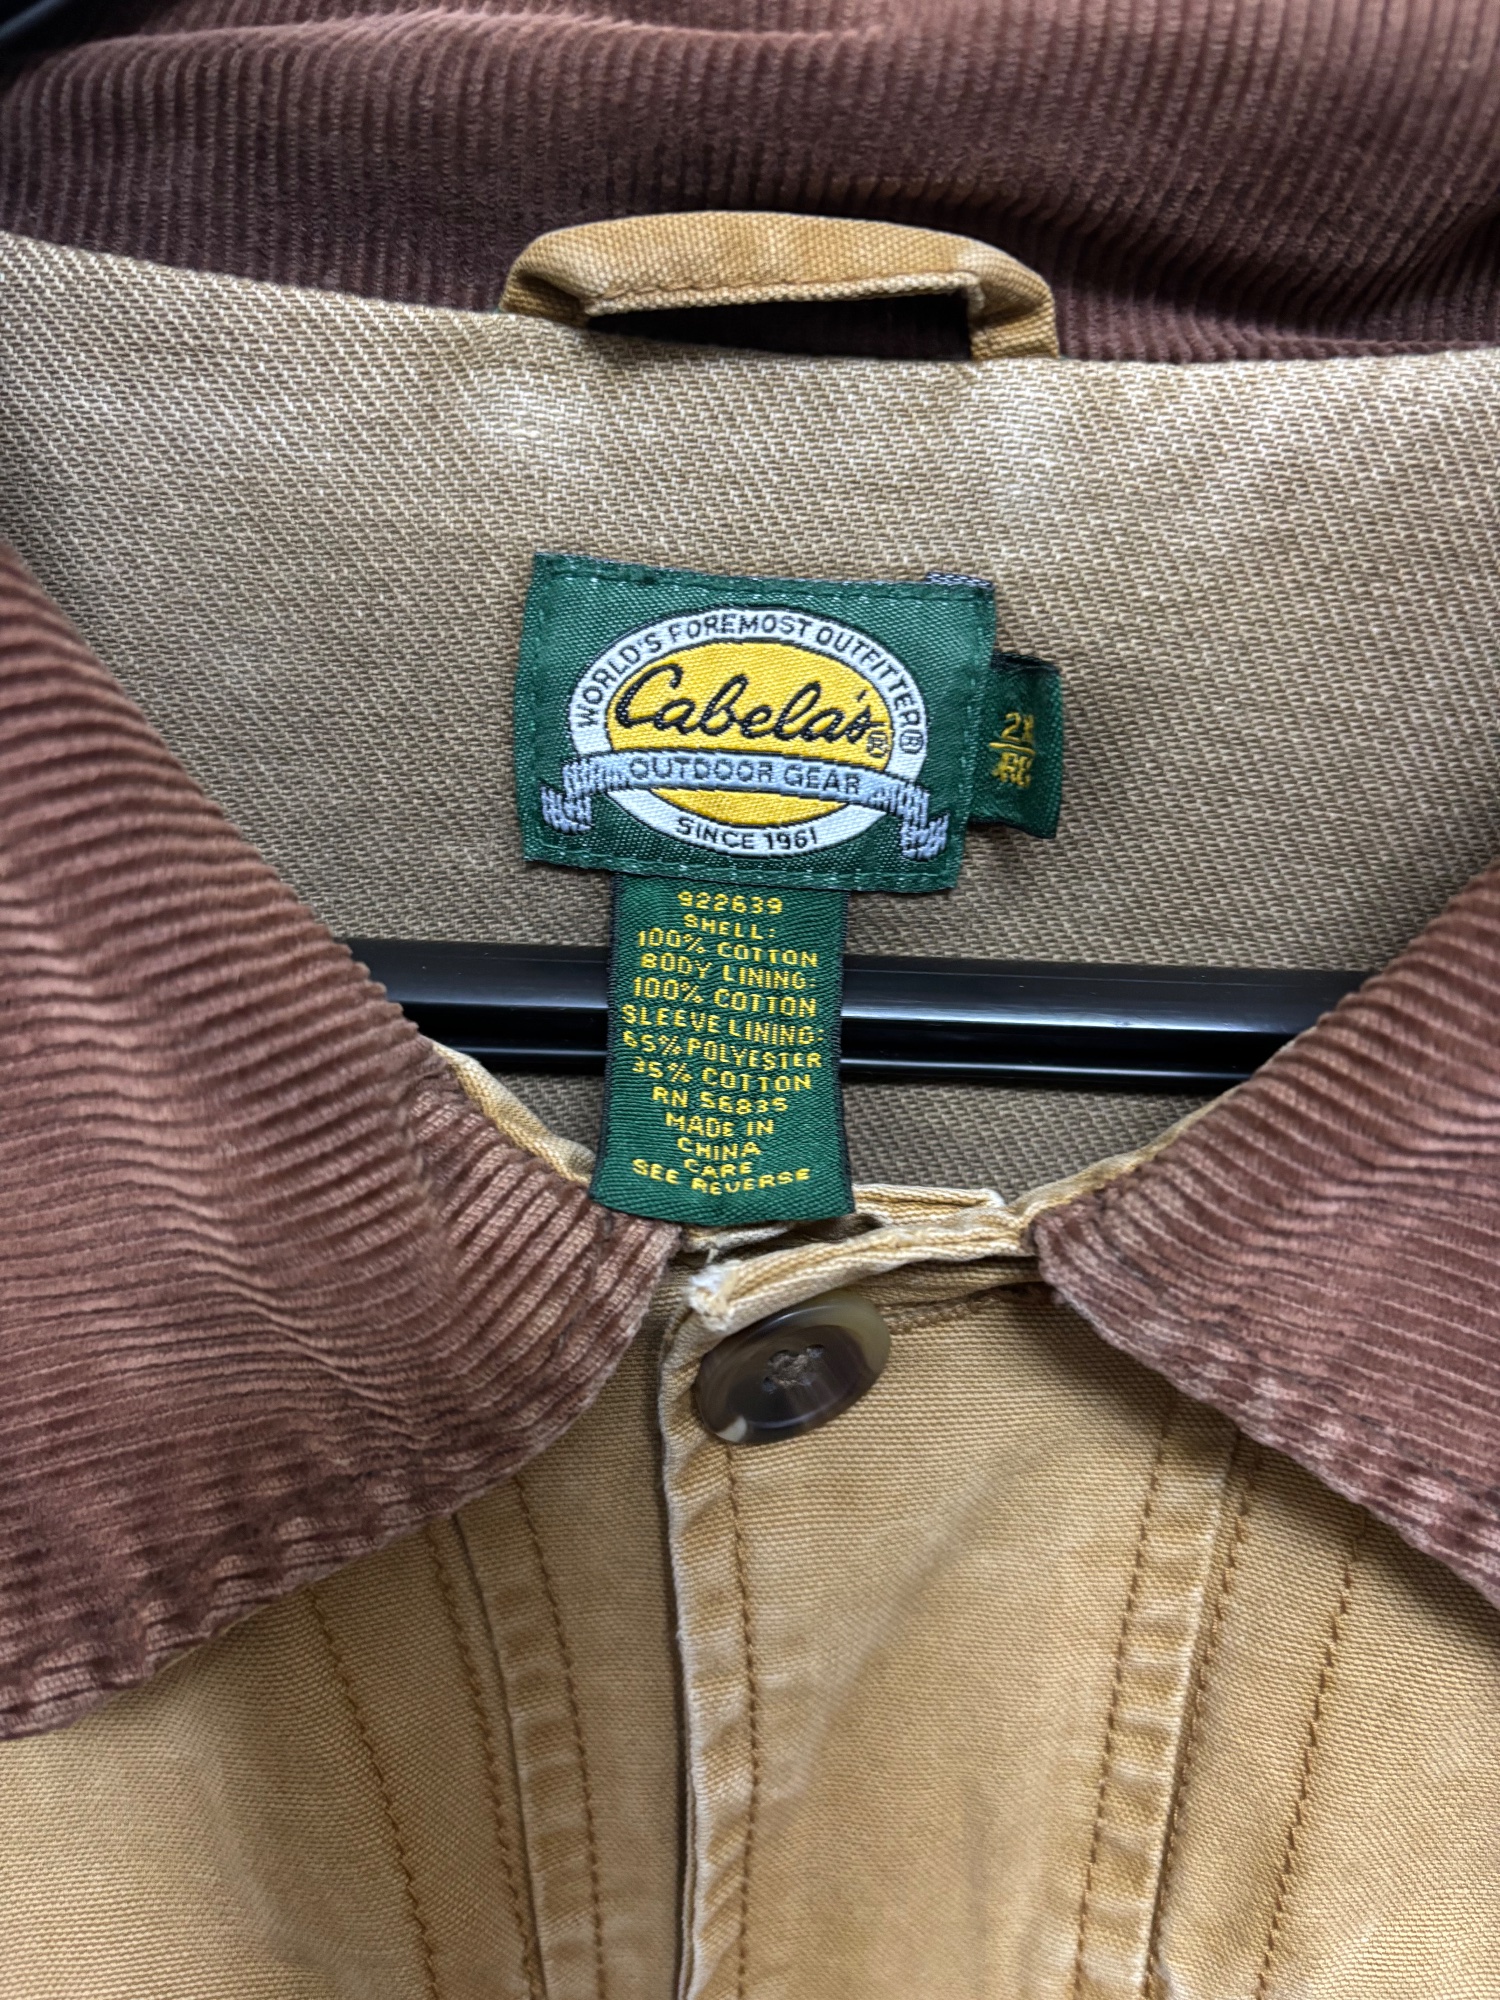 WORLD'S FOREMOST OUTFITTER®
Cabela's®
OUTDOOR GEAR
SINCE 1961
2X
RG
922639
SHELL:
100% COTTON
BODY LINING:
100% COTTON
SLEEVE LINING:
65% POLYESTER
35% COTTON
RN 56835
MADE IN
CHINA
CARE
SEE REVERSE